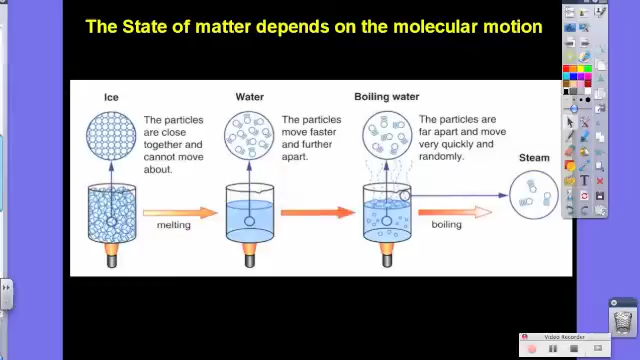 The State of matter depends on the molecular motion
Ice
The particles
are close
together and
cannot move
about.
Water
The particles
move faster
and further
apart.
Boiling water
The particles are
far apart and move
very quickly and
randomly.
Steam
melting
boiling
Video Recorder